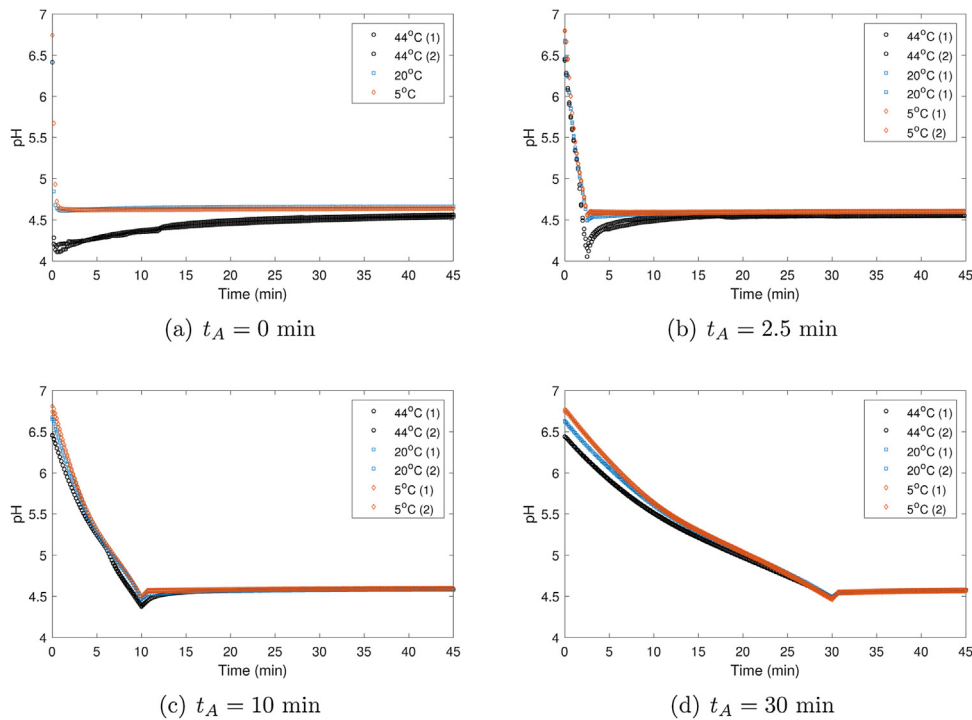 7
6.5
6
5.5
5
4.5
4
pH
0 5 10 15 20 25 30 35 40 45
Time (min)
44°C (1)
44°C (2)
20°C
5°C
(a) t_A = 0 min
7
6.5
6
5.5
5
4.5
4
pH
0 5 10 15 20 25 30 35 40 45
Time (min)
44°C (1)
44°C (2)
20°C (1)
20°C (1)
5°C (1)
5°C (2)
(b) t_A = 2.5 min
7
6.5
6
5.5
5
4.5
4
pH
0 5 10 15 20 25 30 35 40 45
Time (min)
44°C (1)
44°C (2)
20°C (1)
20°C (2)
5°C (1)
5°C (2)
(c) t_A = 10 min
7
6.5
6
5.5
5
4.5
4
pH
0 5 10 15 20 25 30 35 40 45
Time (min)
44°C (1)
44°C (2)
20°C (1)
20°C (2)
5°C (1)
5°C (2)
(d) t_A = 30 min